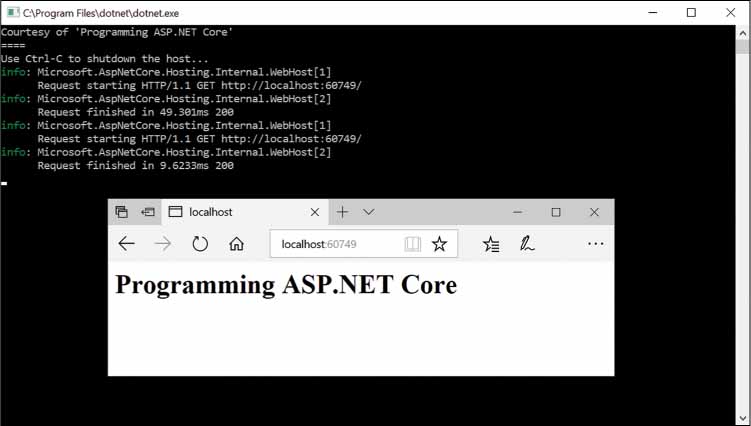 C:\Program Files\dotnet\dotnet.exe
Courtesy of 'Programming ASP.NET Core'
====
Use Ctrl-C to shutdown the host...
info: Microsoft.AspNetCore.Hosting.Internal.WebHost[1]
Request starting HTTP/1.1 GET http://localhost:60749/
info: Microsoft.AspNetCore.Hosting.Internal.WebHost[2]
Request finished in 49.301ms 200
info: Microsoft.AspNetCore.Hosting.Internal.WebHost[1]
Request starting HTTP/1.1 GET http://localhost:60749/
info: Microsoft.AspNetCore.Hosting.Internal.WebHost[2]
Request finished in 9.6233ms 200
localhost
localhost:60749
Programming ASP.NET Core